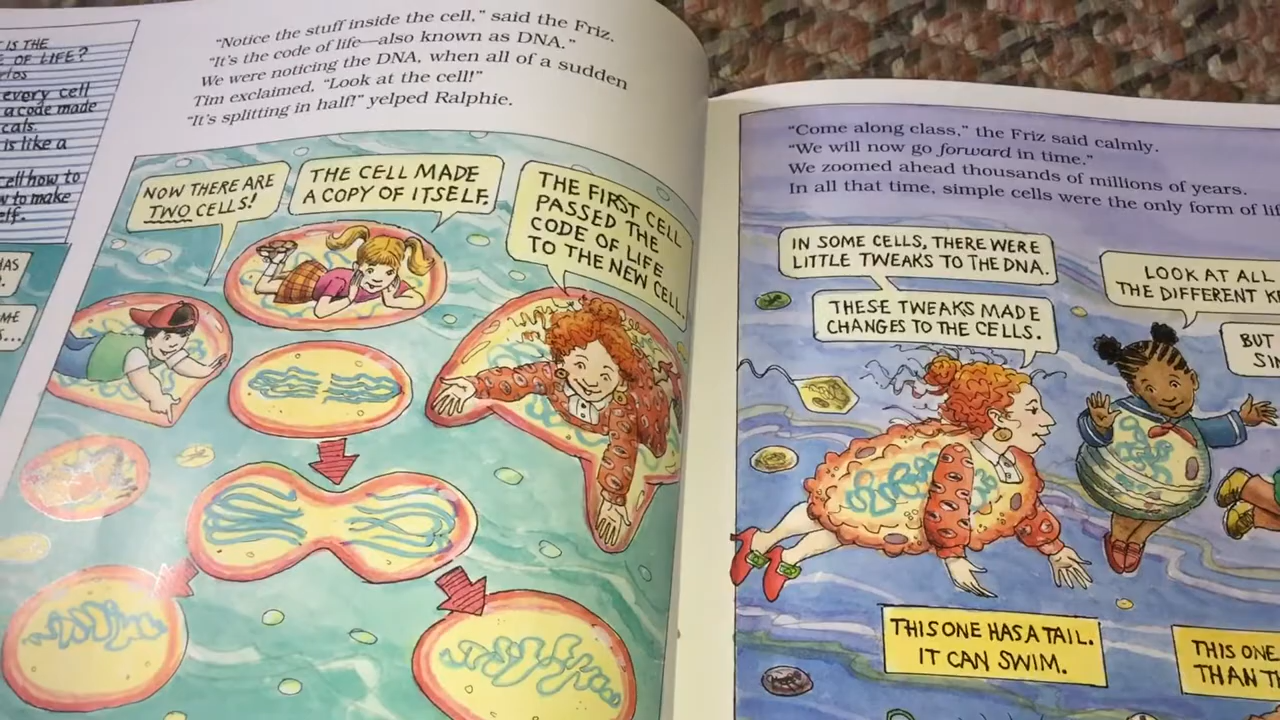 IS THE
OF LIFE?
every cell
a code made
cals.
is like a
cell how to
w to make
elf.
"Notice the stuff inside the cell," said the Friz.
"It's the code of life—also known as DNA."
We were noticing the DNA, when all of a sudden
Tim exclaimed, "Look at the cell!"
"It's splitting in half!" yelped Ralphie.
NOW THERE ARE
TWO CELLS!
THE CELL MADE
A COPY OF ITSELF.
THE FIRST CELL
PASSED THE
CODE OF LIFE
TO THE NEW CELL.
"Come along class," the Friz said calmly.
"We will now go forward in time."
We zoomed ahead thousands of millions of years.
In all that time, simple cells were the only form of lif
IN SOME CELLS, THERE WERE
LITTLE TWEAKS TO THE DNA.
THESE TWEAKS MADE
CHANGES TO THE CELLS.
LOOK AT ALL
THE DIFFERENT K
BUT
SI
THIS ONE HAS A TAIL.
IT CAN SWIM.
THIS ONE
THAN TH